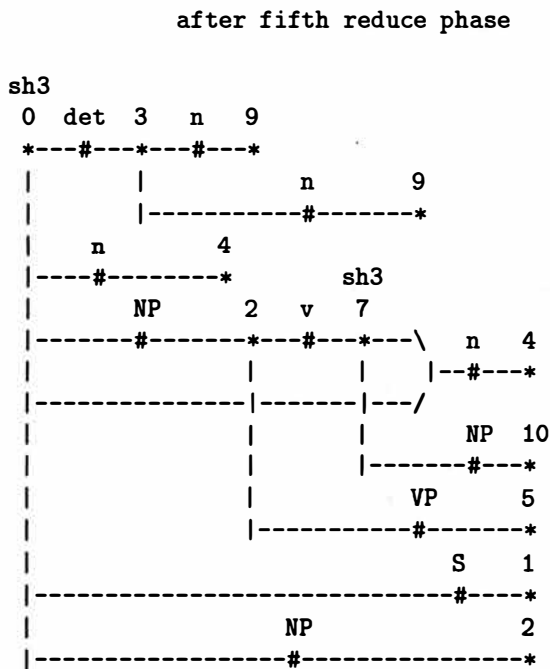 after fifth reduce phase
sh3
0 det 3 n 9
*---#---*---#---*
| | n 9
| |-----------#-------*
| n 4
|----#--------* sh3
| NP 2 v 7
|------#-------*---#---*---\ n 4
| | | |--#---*
|--------------|-------|---/
| | | NP 10
| | |-------#---*
| | VP 5
| |-----------#-------*
| S 1
|-----------------------------#----*
| NP 2
|-----------------#----------------*